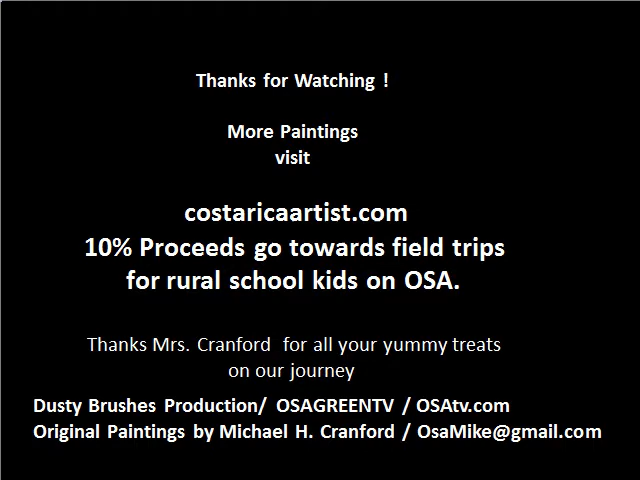 Thanks for Watching !
More Paintings
visit
costaricaartist.com
10% Proceeds go towards field trips
for rural school kids on OSA.
Thanks Mrs. Cranford  for all your yummy treats
on our journey
Dusty Brushes Production/ OSAGREENTV / OSAtv.com
Original Paintings by Michael H. Cranford / OsaMike@gmail.com